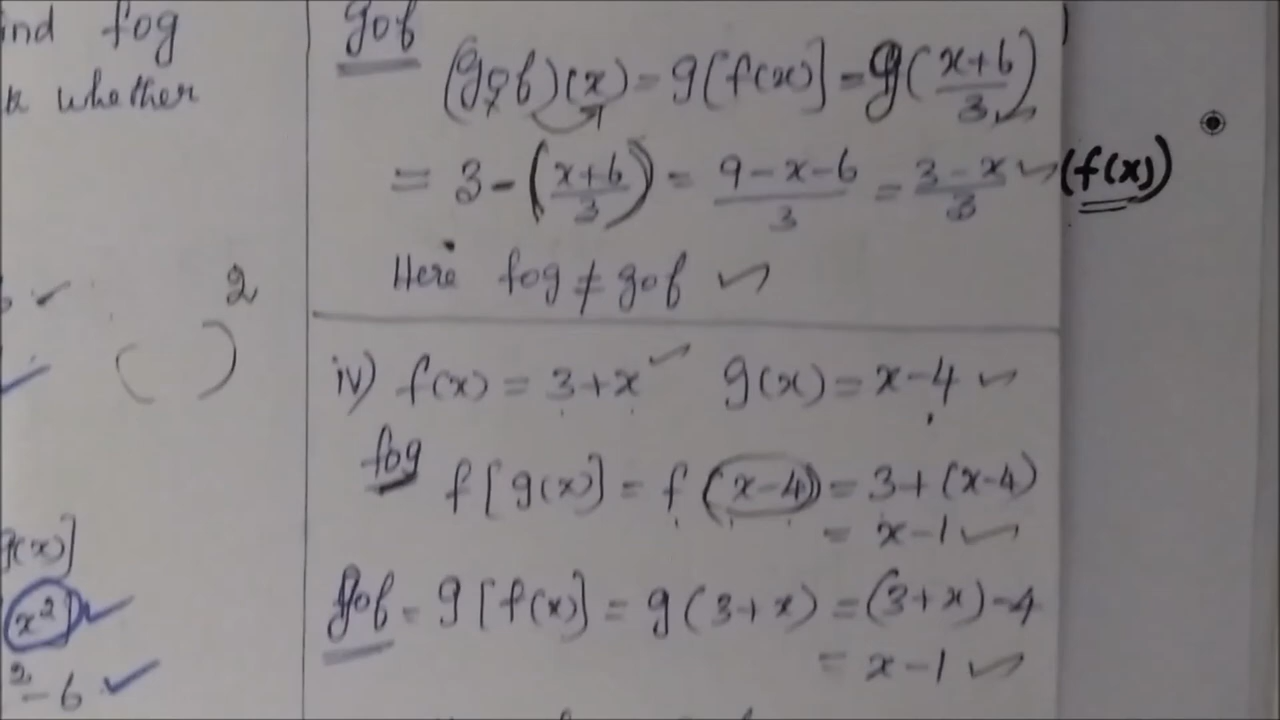 ind fog
whether
2
( )
g(x)]
x²)
²- 6
gof
(gof)(x) = g[f(x)] = g(x+6/3)
= 3 - (x+6/3) = 9-x-6/3 = 3-x/3 (f(x))
Here fog ≠ gof
iv) f(x) = 3+x g(x) = x-4
fog f[g(x)] = f(x-4) = 3+(x-4)
= x-1
gof = g[f(x)] = g(3+x) = (3+x)-4
= x-1